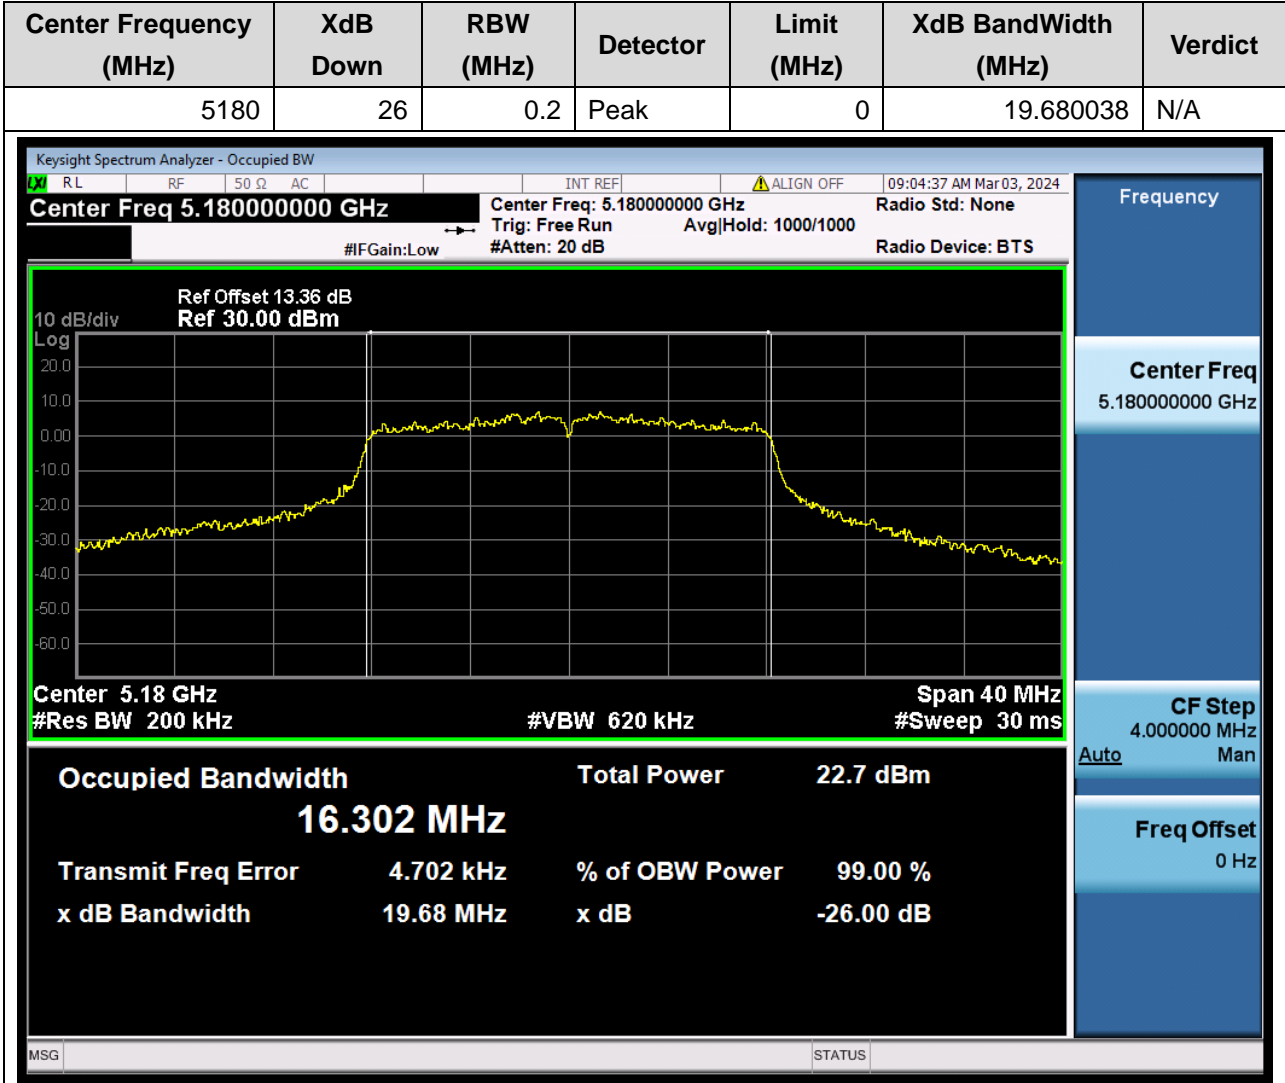 Center Frequency (MHz) XdB Down RBW (MHz) Detector Limit (MHz) XdB BandWidth (MHz) Verdict
5180 26 0.2 Peak 0 19.680038 N/A
Keysight Spectrum Analyzer - Occupied BW
LXI RL RF 50 Ω AC INT REF ALIGN OFF 09:04:37 AM Mar 03, 2024
Center Freq 5.180000000 GHz
Center Freq: 5.180000000 GHz
Radio Std: None
Trig: Free Run Avg|Hold: 1000/1000
#IFGain:Low #Atten: 20 dB Radio Device: BTS
Ref Offset 13.36 dB
10 dB/div Ref 30.00 dBm
Log
20.0
10.0
0.00
-10.0
-20.0
-30.0
-40.0
-50.0
-60.0
Center 5.18 GHz Span 40 MHz
#Res BW 200 kHz #VBW 620 kHz #Sweep 30 ms
Occupied Bandwidth Total Power 22.7 dBm
16.302 MHz
Transmit Freq Error 4.702 kHz % of OBW Power 99.00 %
x dB Bandwidth 19.68 MHz x dB -26.00 dB
Frequency
Center Freq
5.180000000 GHz
CF Step
4.000000 MHz
Auto Man
Freq Offset
0 Hz
MSG STATUS